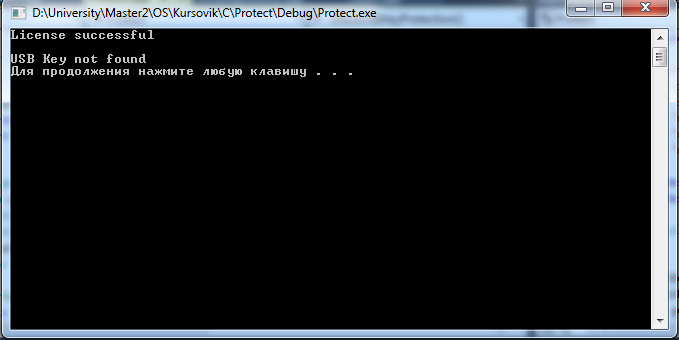 D:\University\Master2\OS\Kursovik\C\Protect\Debug\Protect.exe
License successful
USB Key not found
Для продолжения нажмите любую клавишу . . .